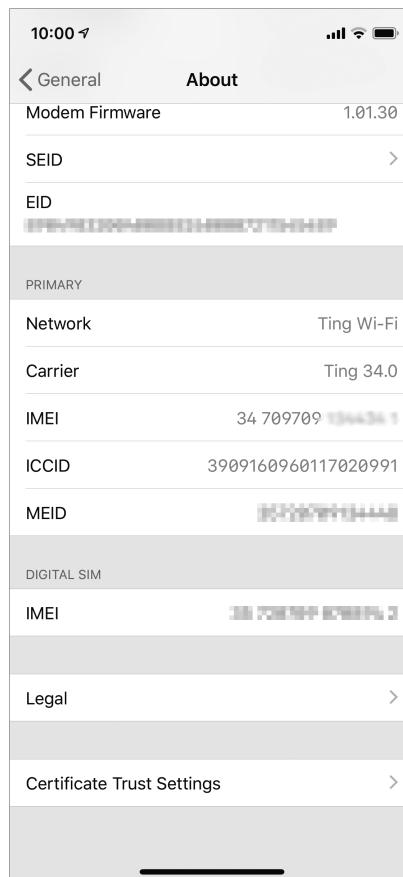 10:00
General
About
Modem Firmware 1.01.30
SEID
EID
PRIMARY
Network Ting Wi-Fi
Carrier Ting 34.0
IMEI 34 709709
ICCID 3909160960117020991
MEID
DIGITAL SIM
IMEI
Legal
Certificate Trust Settings